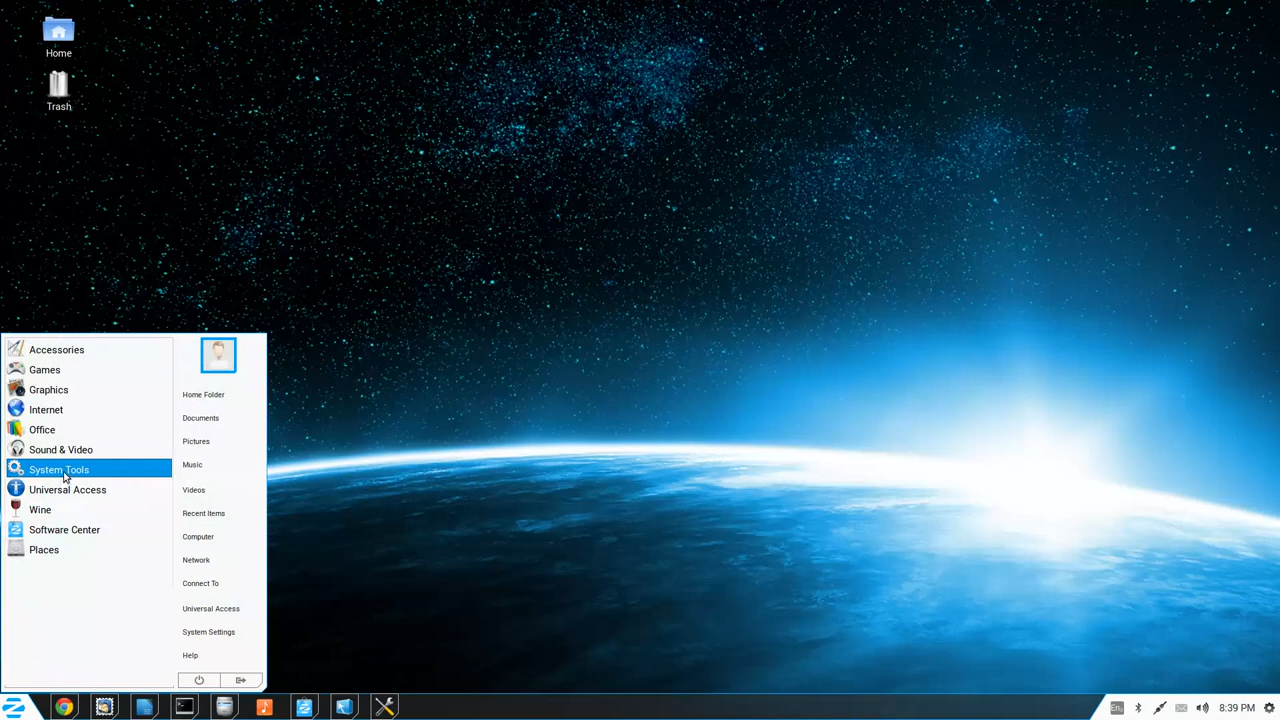 Home
Trash
Accessories
Games
Graphics
Internet
Office
Sound & Video
System Tools
Universal Access
Wine
Software Center
Places
Home Folder
Documents
Pictures
Music
Videos
Recent Items
Computer
Network
Connect To
Universal Access
System Settings
Help
En
8:39 PM